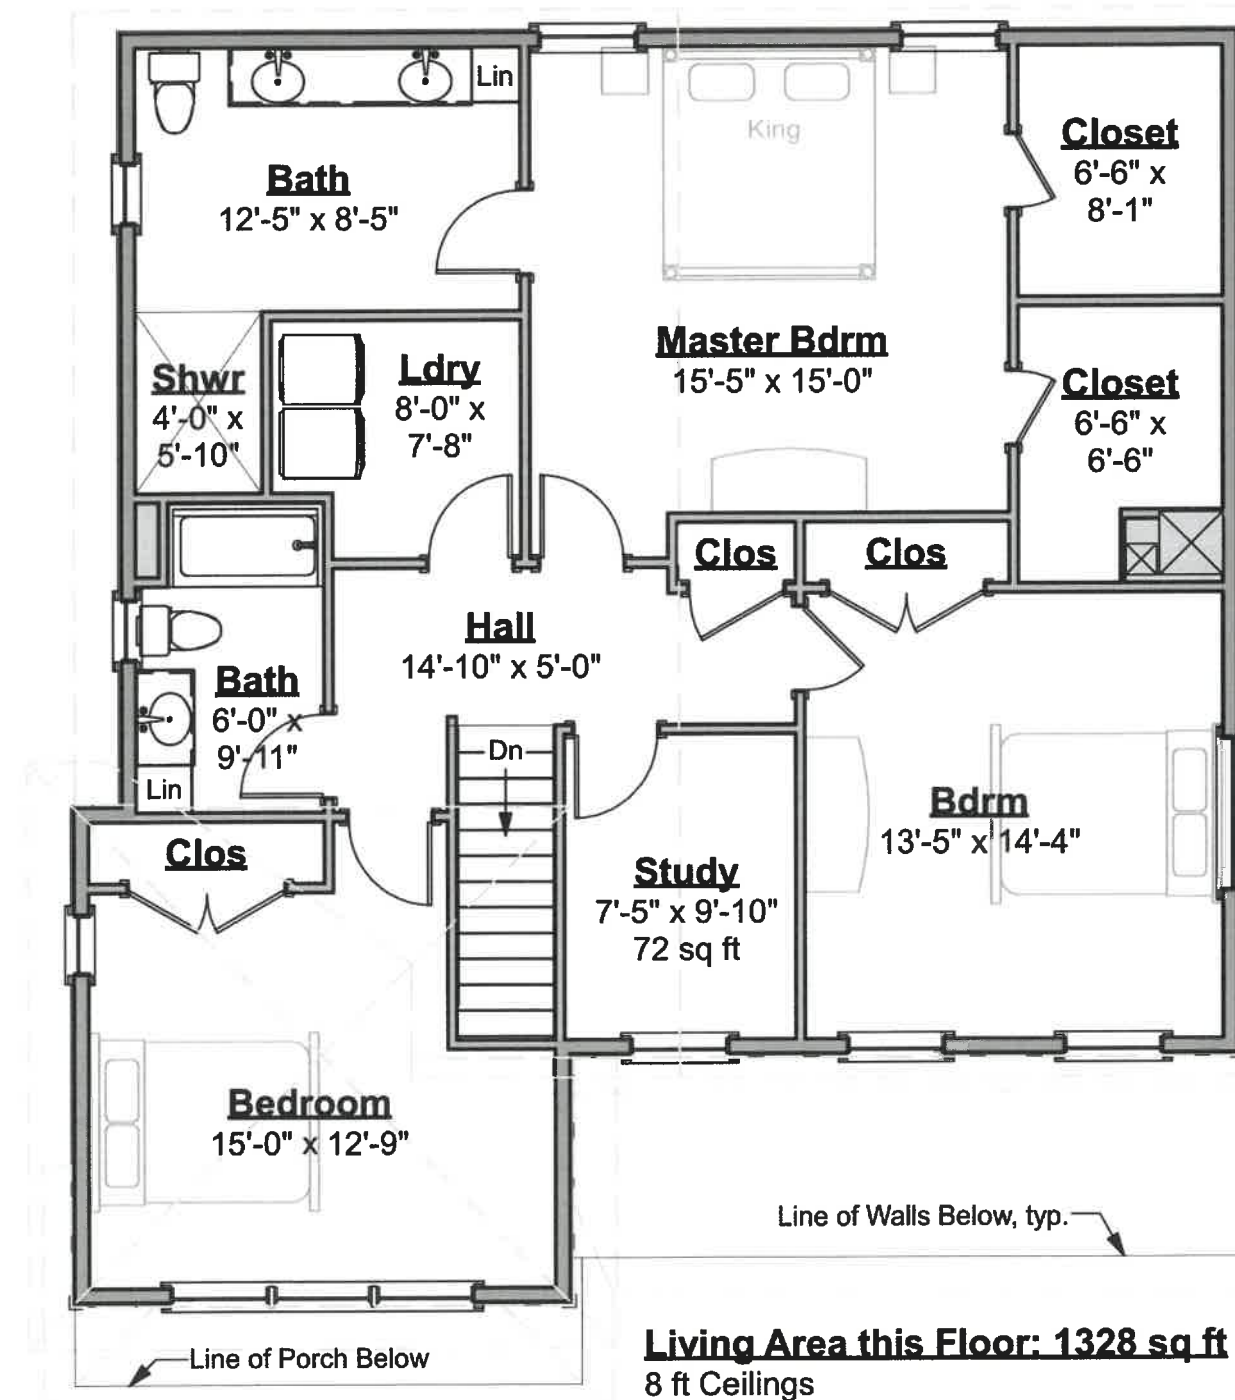 Lin
King
Bath
12'-5" x 8'-5"
Closet
6'-6" x
8'-1"
Master Bdrm
15'-5" x 15'-0"
Shwr
4'-0" x
5'-10"
Ldry
8'-0" x
7'-8"
Closet
6'-6" x
6'-6"
Clos
Clos
Hall
14'-10" x 5'-0"
Bath
6'-0" x
9'-11"
Lin
Dn
Clos
Bdrm
13'-5" x 14'-4"
Study
7'-5" x 9'-10"
72 sq ft
Bedroom
15'-0" x 12'-9"
Line of Walls Below, typ.
Line of Porch Below
Living Area this Floor: 1328 sq ft
8 ft Ceilings